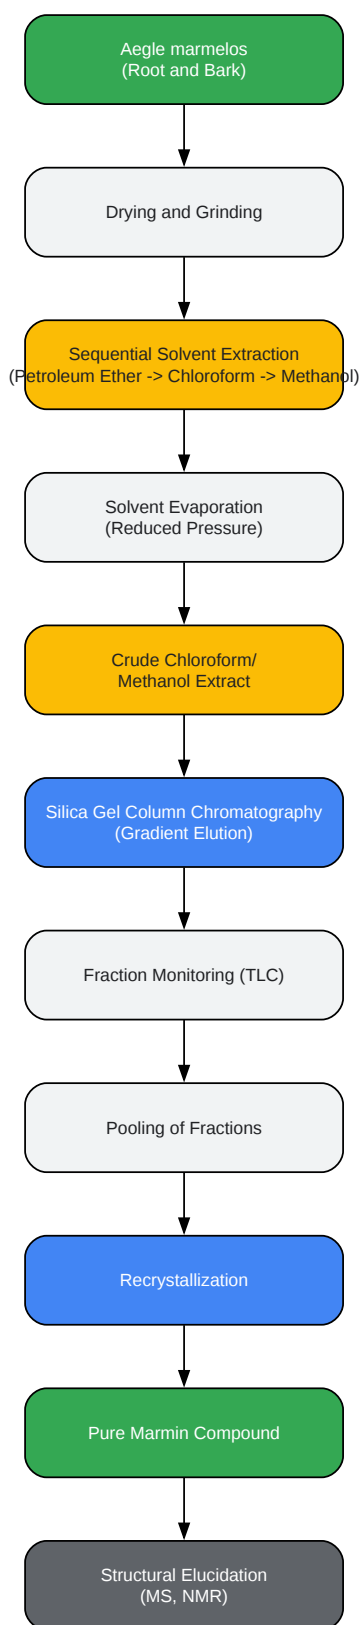 Aegle marmelos
(Root and Bark)
Drying and Grinding
Sequential Solvent Extraction
(Petroleum Ether -> Chloroform -> Methanol)
Solvent Evaporation
(Reduced Pressure)
Crude Chloroform/
Methanol Extract
Silica Gel Column Chromatography
(Gradient Elution)
Fraction Monitoring (TLC)
Pooling of Fractions
Recrystallization
Pure Marmin Compound
Structural Elucidation
(MS, NMR)